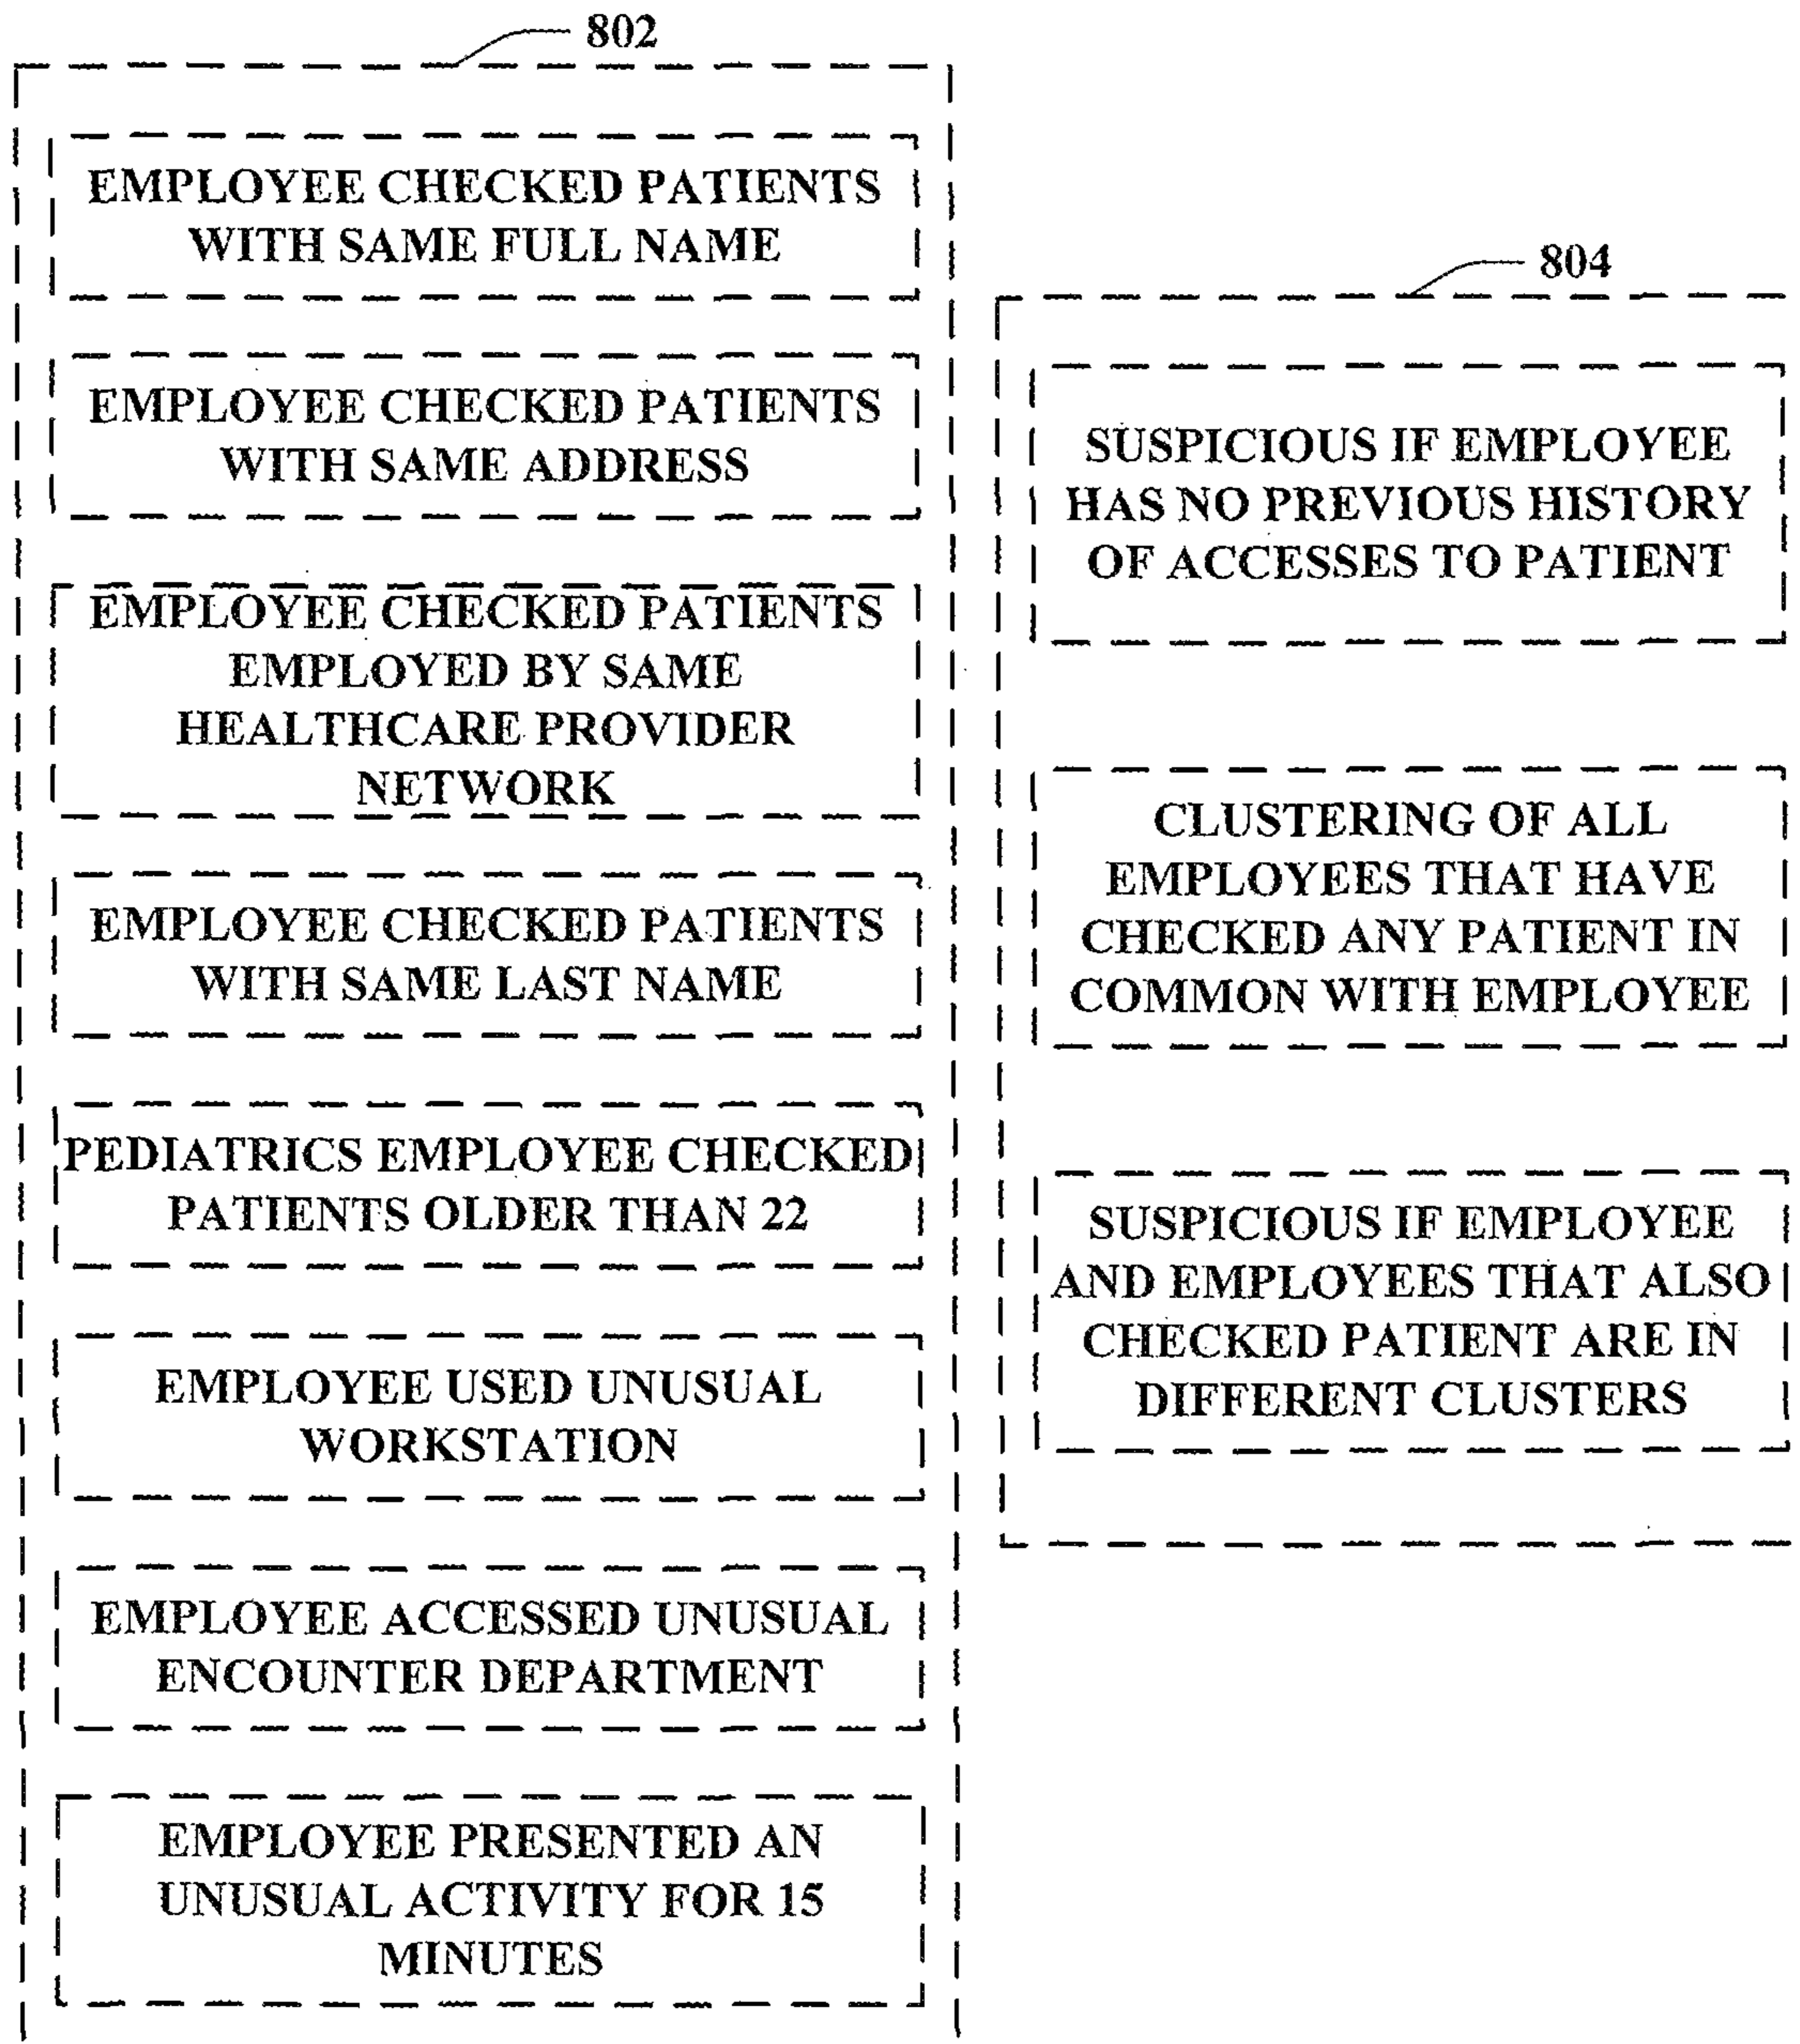 802
EMPLOYEE CHECKED PATIENTS
WITH SAME FULL NAME
EMPLOYEE CHECKED PATIENTS
WITH SAME ADDRESS
EMPLOYEE CHECKED PATIENTS
EMPLOYED BY SAME
HEALTHCARE PROVIDER
NETWORK
EMPLOYEE CHECKED PATIENTS
WITH SAME LAST NAME
PEDIATRICS EMPLOYEE CHECKED
PATIENTS OLDER THAN 22
EMPLOYEE USED UNUSUAL
WORKSTATION
EMPLOYEE ACCESSED UNUSUAL
ENCOUNTER DEPARTMENT
EMPLOYEE PRESENTED AN
UNUSUAL ACTIVITY FOR 15
MINUTES
804
SUSPICIOUS IF EMPLOYEE
HAS NO PREVIOUS HISTORY
OF ACCESSES TO PATIENT
CLUSTERING OF ALL
EMPLOYEES THAT HAVE
CHECKED ANY PATIENT IN
COMMON WITH EMPLOYEE
SUSPICIOUS IF EMPLOYEE
AND EMPLOYEES THAT ALSO
CHECKED PATIENT ARE IN
DIFFERENT CLUSTERS